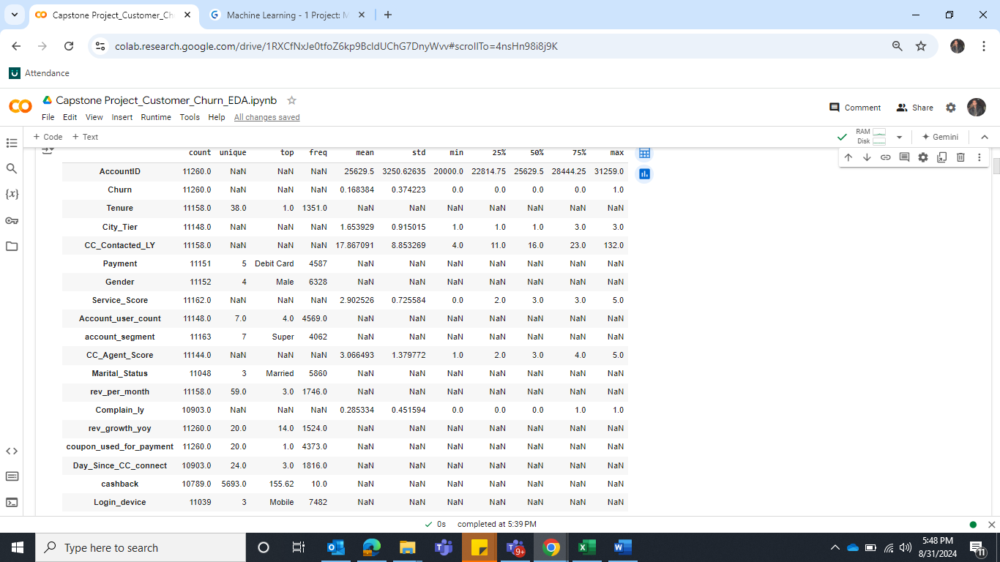 Capstone Project_Customer_Ch
Machine Learning - 1 Project: M
colab.research.google.com/drive/1RXCfNxJe0tfoZ6kp9BcldUChG7DnyWvv#scrollTo=4nsHn98i8j9K
Attendance
Capstone Project_Customer_Churn_EDA.ipynb
File Edit View Insert Runtime Tools Help All changes saved
Comment Share
+ Code + Text
RAM
Disk
Gemini
count unique top freq mean std min 25% 50% 75% max
AccountID 11260.0 NaN NaN NaN 25629.5 3250.62635 20000.0 22814.75 25629.5 28444.25 31259.0
Churn 11260.0 NaN NaN NaN 0.168384 0.374223 0.0 0.0 0.0 0.0 1.0
Tenure 11158.0 38.0 1.0 1351.0 NaN NaN NaN NaN NaN NaN NaN
City_Tier 11148.0 NaN NaN NaN 1.653929 0.915015 1.0 1.0 1.0 3.0 3.0
CC_Contacted_LY 11158.0 NaN NaN NaN 17.867091 8.853269 4.0 11.0 16.0 23.0 132.0
Payment 11151 5 Debit Card 4587 NaN NaN NaN NaN NaN NaN NaN
Gender 11152 4 Male 6328 NaN NaN NaN NaN NaN NaN NaN
Service_Score 11162.0 NaN NaN NaN 2.902526 0.725584 0.0 2.0 3.0 3.0 5.0
Account_user_count 11148.0 7.0 4.0 4569.0 NaN NaN NaN NaN NaN NaN NaN
account_segment 11163 7 Super 4062 NaN NaN NaN NaN NaN NaN NaN
CC_Agent_Score 11144.0 NaN NaN NaN 3.066493 1.379772 1.0 2.0 3.0 4.0 5.0
Marital_Status 11048 3 Married 5860 NaN NaN NaN NaN NaN NaN NaN
rev_per_month 11158.0 59.0 3.0 1746.0 NaN NaN NaN NaN NaN NaN NaN
Complain_ly 10903.0 NaN NaN NaN 0.285334 0.451594 0.0 0.0 0.0 1.0 1.0
rev_growth_yoy 11260.0 20.0 14.0 1524.0 NaN NaN NaN NaN NaN NaN NaN
coupon_used_for_payment 11260.0 20.0 1.0 4373.0 NaN NaN NaN NaN NaN NaN NaN
Day_Since_CC_connect 10903.0 24.0 3.0 1816.0 NaN NaN NaN NaN NaN NaN NaN
cashback 10789.0 5693.0 155.62 10.0 NaN NaN NaN NaN NaN NaN NaN
Login_device 11039 3 Mobile 7482 NaN NaN NaN NaN NaN NaN NaN
0s completed at 5:39 PM
Type here to search
9+
5:48 PM
8/31/2024
11